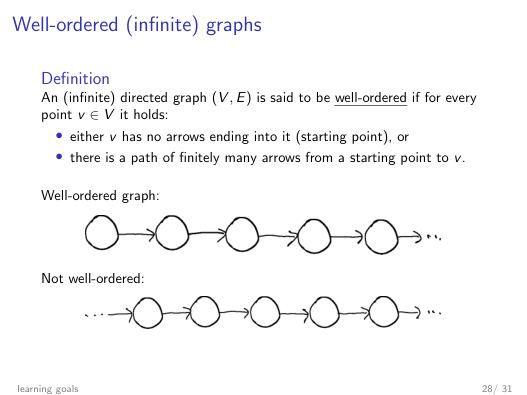 Well-ordered (infinite) graphs
Definition
An (infinite) directed graph (V, E) is said to be well-ordered if for every
point v ∈ V it holds:
• either v has no arrows ending into it (starting point), or
• there is a path of finitely many arrows from a starting point to v.
Well-ordered graph:
...
Not well-ordered:
... ...
learning goals 28/ 31